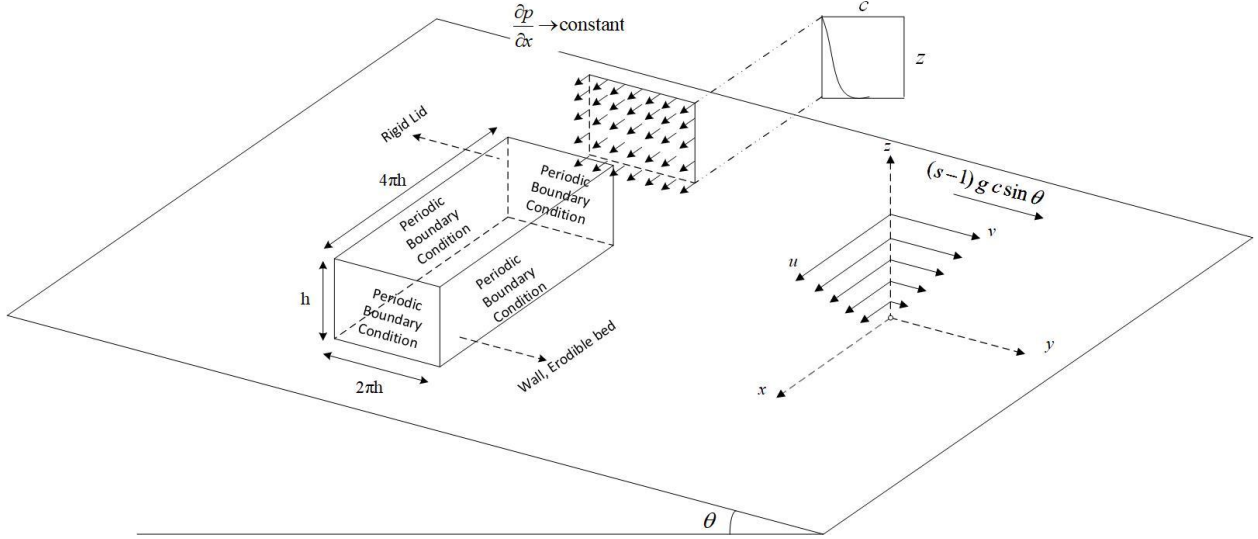 ∂p/∂x → constant
c
z
Rigid Lid
4πh
Periodic
Boundary
Condition
Periodic
Boundary
Condition
Periodic
Boundary
Condition
Periodic
Boundary
Condition
h
2πh
Wall, Erodible bed
z
(s−1) g c sin θ
v
u
y
x
θ